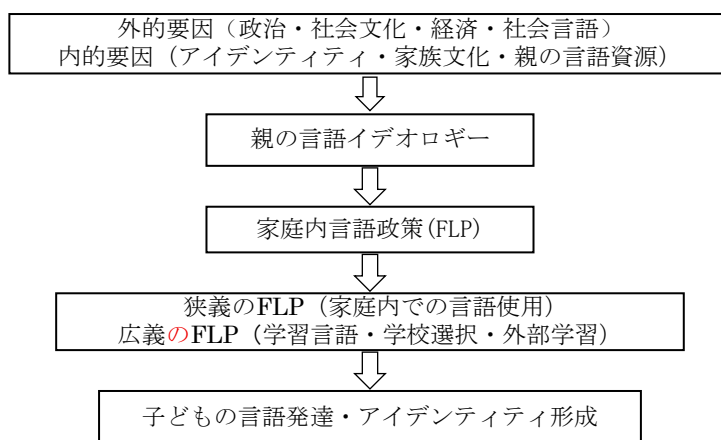 外的要因（政治・社会文化・経済・社会言語）
内的要因（アイデンティティ・家族文化・親の言語資源）
親の言語イデオロギー
家庭内言語政策(FLP)
狭義のFLP（家庭内での言語使用）
広義のFLP（学習言語・学校選択・外部学習）
子どもの言語発達・アイデンティティ形成